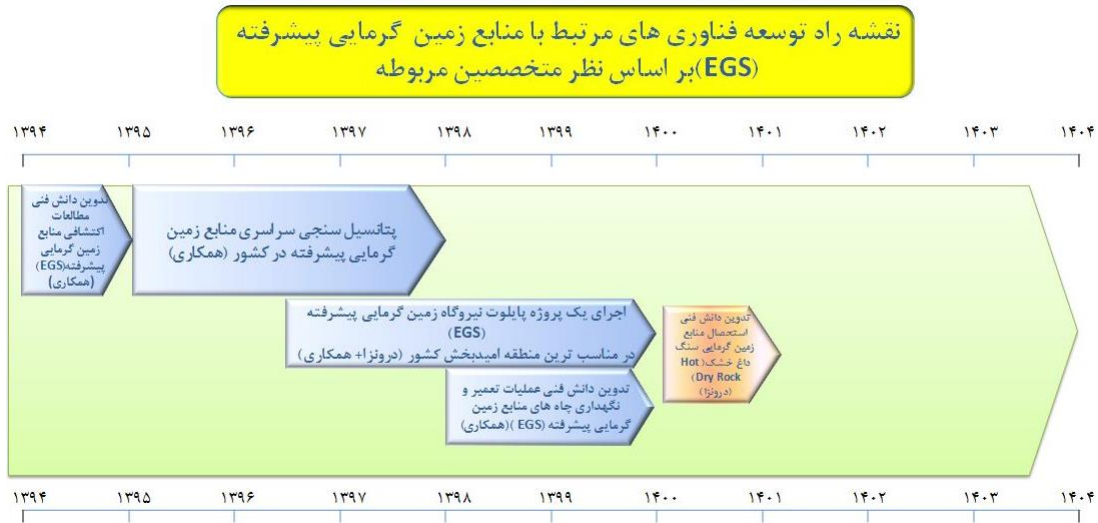 نقشه راه توسعه فناوری های مرتبط با منابع زمین گرمایی پیشرفته
(EGS)بر اساس نظر متخصصین مربوطه
۱۳۹۴ ۱۳۹۵ ۱۳۹۶ ۱۳۹۷ ۱۳۹۸ ۱۳۹۹ ۱۴۰۰ ۱۴۰۱ ۱۴۰۲ ۱۴۰۳ ۱۴۰۴
تدوین دانش فنی
مطالعات
اکتشافی منابع
زمین گرمایی
پیشرفته(EGS)
(همکاری)
پتانسیل سنجی سراسری منابع زمین
گرمایی پیشرفته در کشور (همکاری)
اجرای یک پروژه پایلوت نیروگاه زمین گرمایی پیشرفته
(EGS)
در مناسب ترین منطقه امیدبخش کشور (درونزا+ همکاری)
تدوین دانش فنی
استحصال منابع
زمین گرمایی سنگ
داغ خشک( Hot
Dry Rock)
(درونزا)
تدوین دانش فنی عملیات تعمیر و
نگهداری چاه های منابع زمین
گرمایی پیشرفته (EGS )(همکاری)
۱۳۹۴ ۱۳۹۵ ۱۳۹۶ ۱۳۹۷ ۱۳۹۸ ۱۳۹۹ ۱۴۰۰ ۱۴۰۱ ۱۴۰۲ ۱۴۰۳ ۱۴۰۴